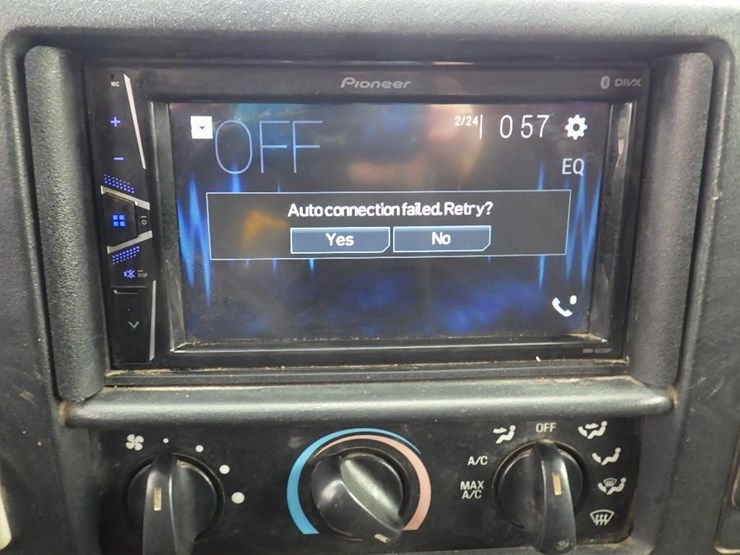 Pioneer
DIVX
OFF
2/24
0 57
EQ
Auto connection failed. Retry?
Yes
No
OFF
A/C
MAX
A/C